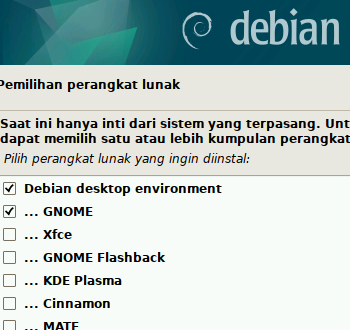 debian
Pemilihan perangkat lunak
Saat ini hanya inti dari sistem yang terpasang. Unt
dapat memilih satu atau lebih kumpulan perangkat
Pilih perangkat lunak yang ingin diinstal:
Debian desktop environment
... GNOME
... Xfce
... GNOME Flashback
... KDE Plasma
... Cinnamon
... MATE